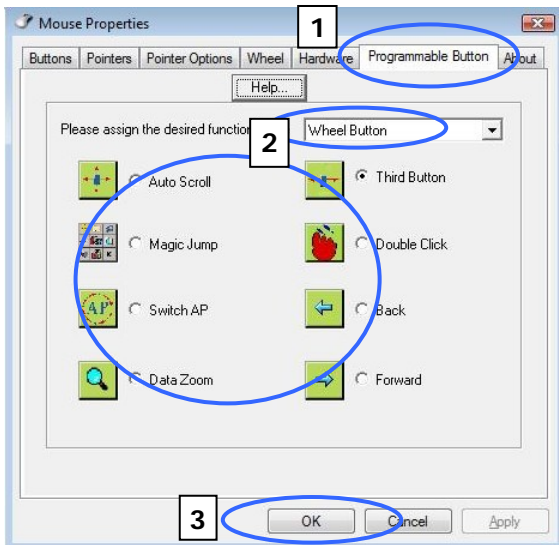 Mouse Properties
1
Buttons Pointers Pointer Options Wheel Hardware Programmable Button About
Help...
Please assign the desired function
2
Wheel Button
Auto Scroll
Third Button
Magic Jump
Double Click
AP
Switch AP
Back
Data Zoom
Forward
3
OK Cancel Apply